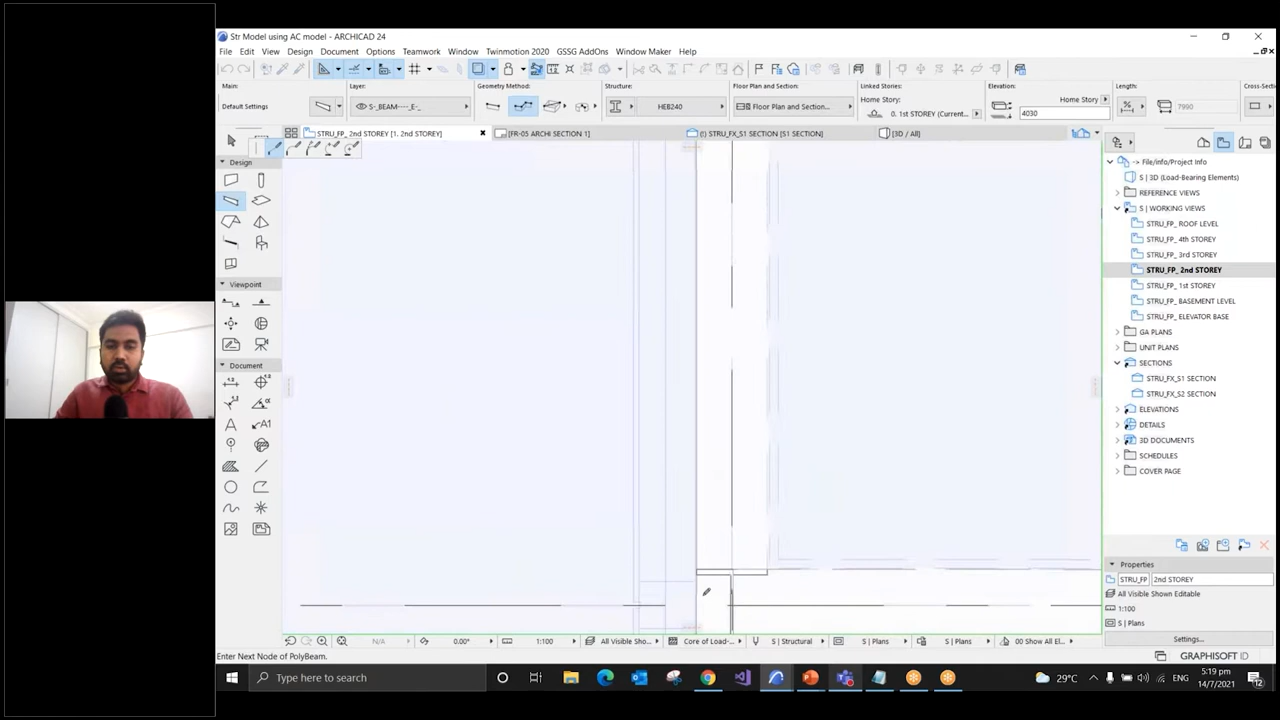 Str Model using AC model - ARCHICAD 24
File Edit View Design Document Options Teamwork Window Twinmotion 2020 GSSG AddOns Window Maker Help
Main: Layer: Geometry Method: Structure: Floor Plan and Section: Linked Stories: Elevation: Length: Cross-Sec
Home Story: Home Story
Default Settings S-_BEAM----_E-_ HEB240 Floor Plan and Section... 0. 1st STOREY (Current... 4030 7990
STRU_FP_ 2nd STOREY [1. 2nd STOREY] [FR-05 ARCHI SECTION 1] (!) STRU_FX_S1 SECTION [S1 SECTION] [3D / All]
Design
Viewpoint
Document
-> File/info/Project Info
S | 3D (Load-Bearing Elements)
REFERENCE VIEWS
S | WORKING VIEWS
STRU_FP_ ROOF LEVEL
STRU_FP_ 4th STOREY
STRU_FP_ 3rd STOREY
STRU_FP_ 2nd STOREY
STRU_FP_ 1st STOREY
STRU_FP_ BASEMENT LEVEL
STRU_FP_ ELEVATOR BASE
GA PLANS
UNIT PLANS
SECTIONS
STRU_FX_S1 SECTION
STRU_FX_S2 SECTION
ELEVATIONS
DETAILS
3D DOCUMENTS
SCHEDULES
COVER PAGE
Properties
STRU_FP 2nd STOREY
All Visible Shown Editable
1:100
S | Plans
Settings...
N/A 0.00° 1:100 All Visible Sho... Core of Load-... S | Structural S | Plans S | Plans 00 Show All El...
Enter Next Node of PolyBeam.
GRAPHISOFT ID
Type here to search
29°C ENG 5:19 pm
14/7/2021
12